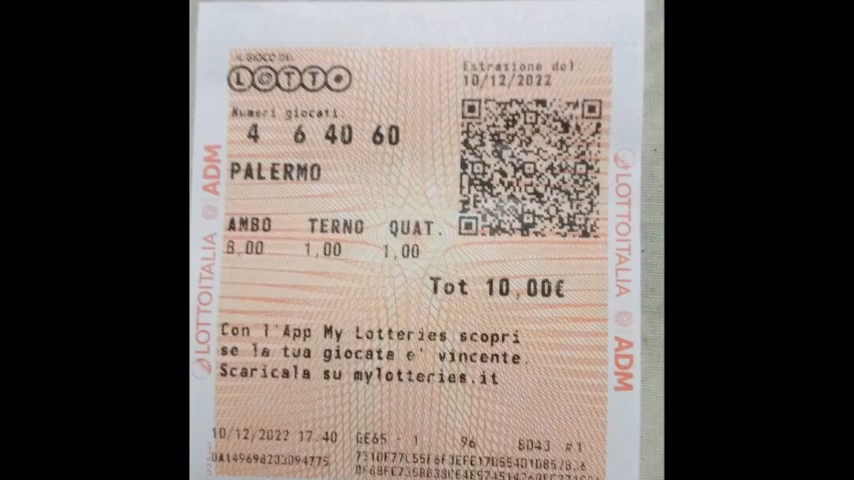 IL GIOCO DEL
LOTTO
Estrazione del
10/12/2022
Numeri giocati:
4 6 40 60
PALERMO
AMBO TERNO QUAT.
8,00 1,00 1,00
Tot 10,00€
Con l'App My Lotteries scopri
se la tua giocata e' vincente.
Scaricala su mylotteries.it
10/12/2022 17.40 GE65 - 1 96 8043 #1
LOTTOITALIA ADM
LOTTOITALIA ADM